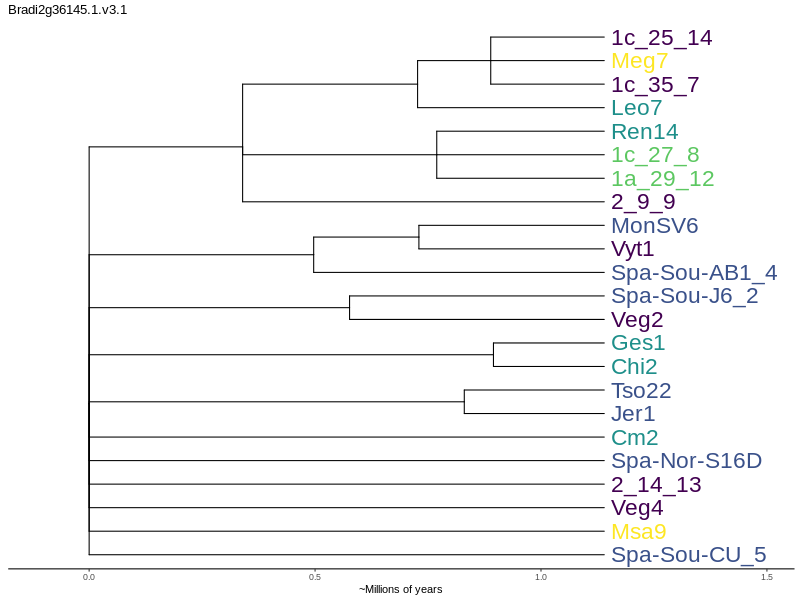 Bradi2g36145.1.v3.1
1c_25_14
Meg7
1c_35_7
Leo7
Ren14
1c_27_8
1a_29_12
2_9_9
MonSV6
Vyt1
Spa-Sou-AB1_4
Spa-Sou-J6_2
Veg2
Ges1
Chi2
Tso22
Jer1
Cm2
Spa-Nor-S16D
2_14_13
Veg4
Msa9
Spa-Sou-CU_5
0.0 0.5 1.0 1.5
~Millions of years